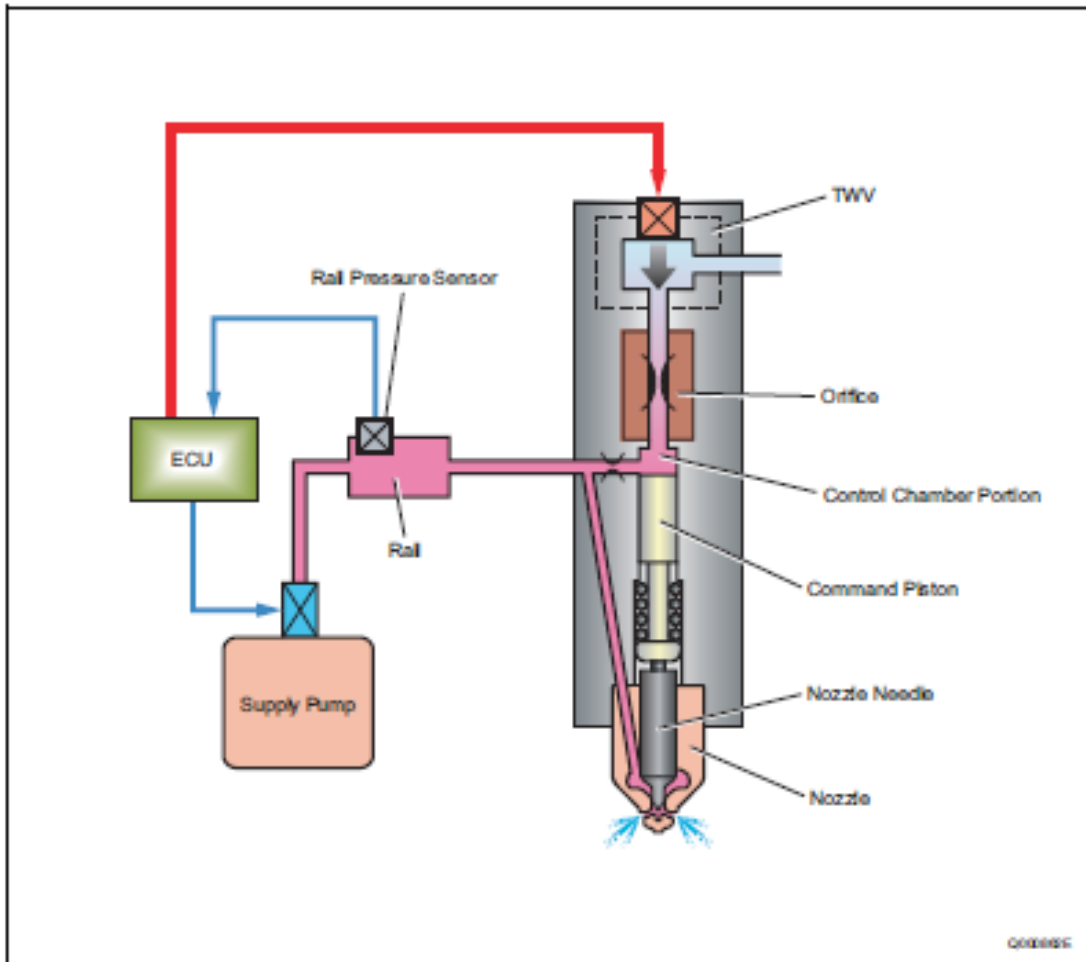 TWV
Rail Pressure Sensor
Orifice
ECU
Control Chamber Portion
Rail
Command Piston
Nozzle Needle
Supply Pump
Nozzle